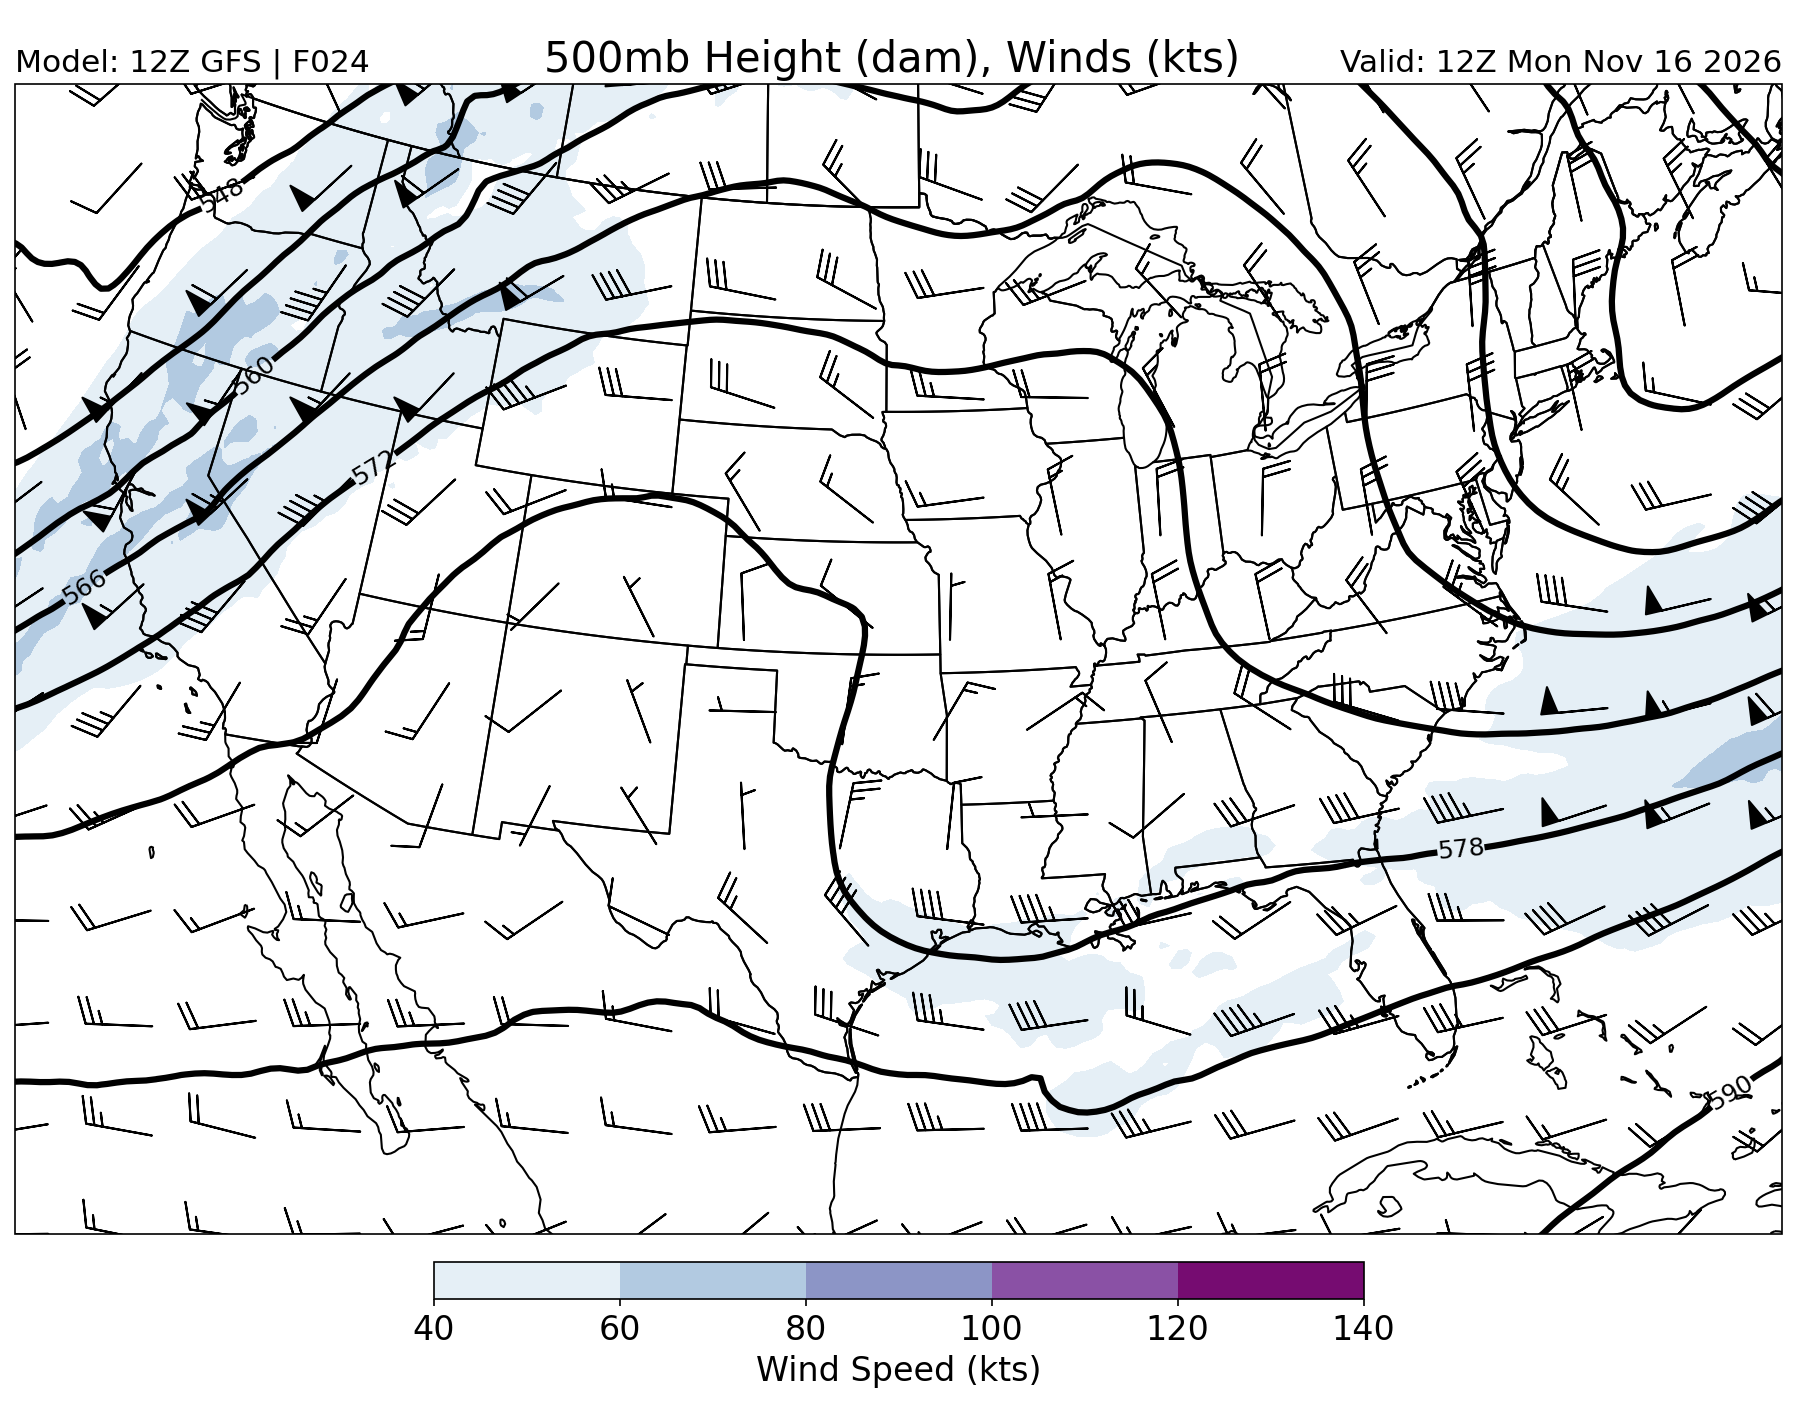 Model: 12Z GFS | F024
500mb Height (dam), Winds (kts)
Valid: 12Z Mon Nov 16 2026
548
560
572
566
578
590
40 60 80 100 120 140
Wind Speed (kts)